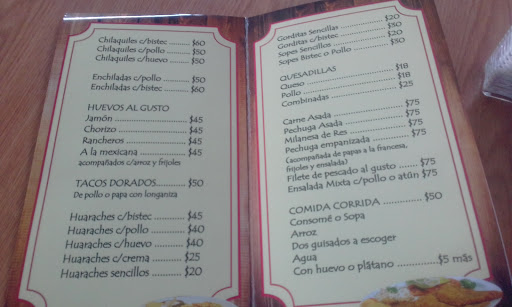 Chilaquiles c/bistec .......... $60
Chilaquiles c/pollo .......... $50
Chilaquiles c/huevo .......... $50
Enchiladas c/pollo .......... $50
Enchiladas c/bistec .......... $60
HUEVOS AL GUSTO
Jamón .......... $45
Chorizo .......... $45
Rancheros .......... $45
A la mexicana .......... $45
acompañados c/arroz y frijoles
TACOS DORADOS.......... $50
De pollo o papa con longaniza
Huaraches c/bistec .......... $45
Huaraches c/pollo .......... $40
Huaraches c/huevo .......... $40
Huaraches c/crema .......... $25
Huaraches sencillos .......... $20
Gorditas Sencillas .......... $20
Gorditas c/bistec .......... $30
Sopes Sencillos .......... $20
Sopes Bistec o Pollo .......... $30
QUESADILLAS
Queso .......... $18
Pollo .......... $18
Combinadas .......... $25
Carne Asada .......... $75
Pechuga Asada .......... $75
Milanesa de Res .......... $75
Pechuga empanizada .......... $75
(acompañada de papas a la francesa,
frijoles y ensalada)
Filete de pescado al gusto ....... $75
Ensalada Mixta c/pollo o atún $75
COMIDA CORRIDA .......... $50
Consomé o Sopa
Arroz
Dos guisados a escoger
Agua
Con huevo o plátano .......... $5 más